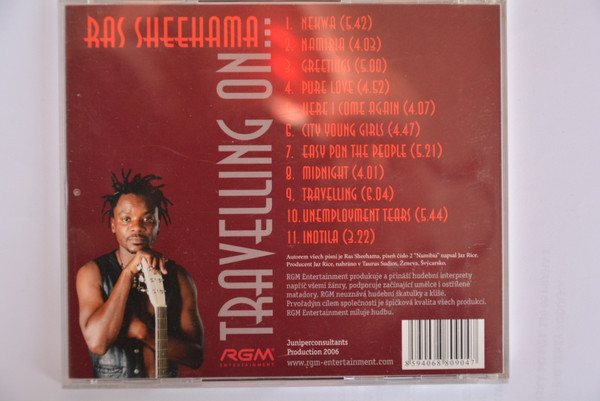 RAS SHEEHAMA
TRAVELLING ON...
1. NEKWA (5.42)
2. NAMIBIA (4.03)
3. GREETINGS (5.00)
4. PURE LOVE (4.52)
5. HERE I COME AGAIN (4.07)
6. CITY YOUNG GIRLS (4.47)
7. EASY PON THE PEOPLE (5.21)
8. MIDNIGHT (4.01)
9. TRAVELLING (6.04)
10. UNEMPLOYMENT TEARS (5.44)
11. INOTILA (3.22)
Autorem všech písní je Ras Sheehama, píseň číslo 2 "Namibia" napsal Jaz Rice.
Producent Jaz Rice, nahráno v Taurus Studios, Ženeva, Švýcarsko.
RGM Entertainment produkuje a přináší hudební interprety
napříč všemi žánry, podporuje začínající umělce i ostřílené
matadory. RGM neuznává hudební škatulky a klišé.
Prvořadým cílem společnosti je špičková kvalita všech produkcí.
RGM Entertainment miluje hudbu.
RGM
ENTERTAINMENT
Juniperconsultants
Production 2006
www.rgm-entertainment.com
8594068809047